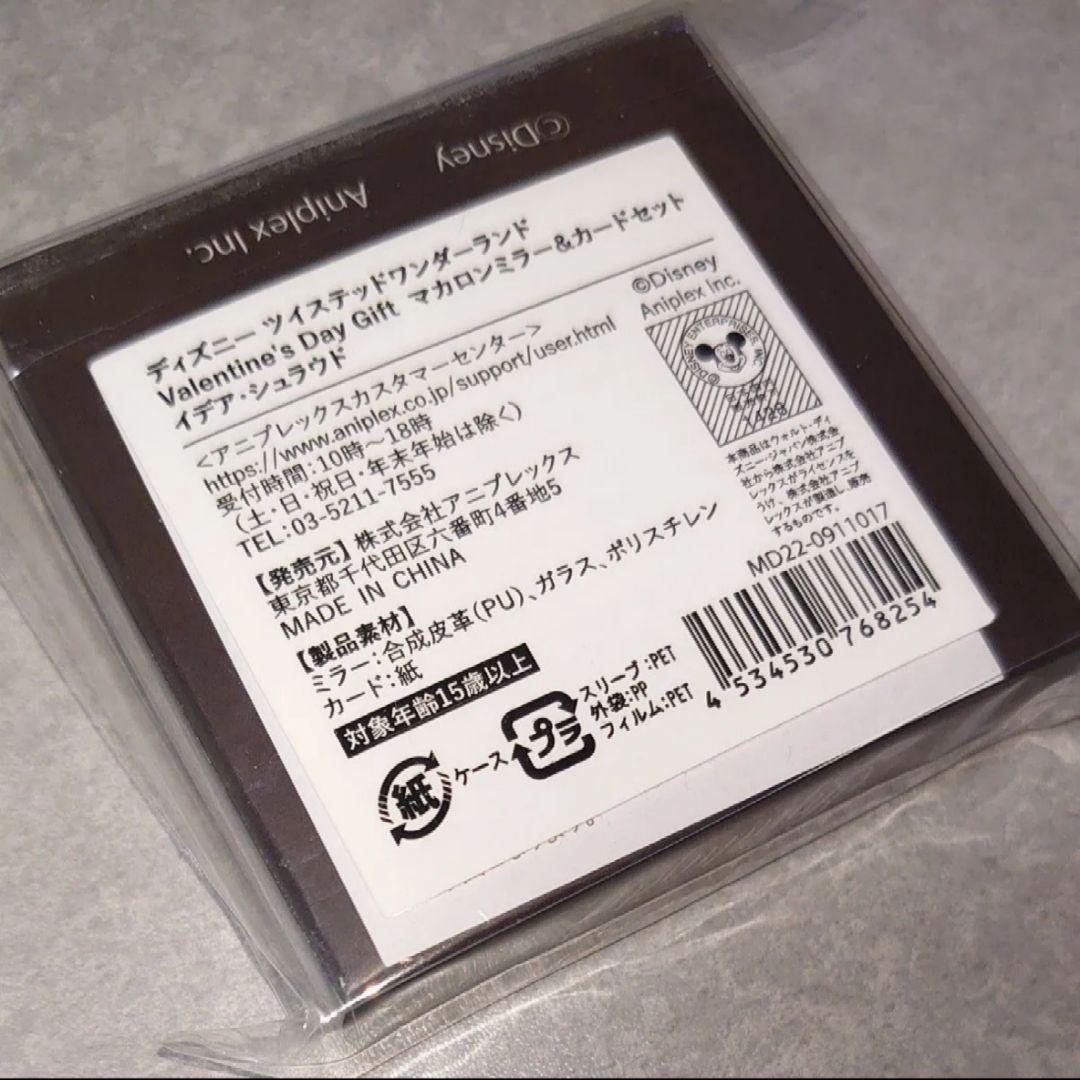 ©Disney
Aniplex Inc.
ディズニー ツイステッドワンダーランド
Valentine's Day Gift マカロンミラー＆カードセット
イデア・シュラウド
<アニプレックスカスタマーセンター>
https://www.aniplex.co.jp/support/user.html
受付時間:10時～18時
(土・日・祝日・年末年始は除く)
TEL:03-5211-7555
【発売元】株式会社アニプレックス
東京都千代田区六番町4番地5
MADE IN CHINA
【製品素材】
ミラー:合成皮革(PU)、ガラス、ポリスチレン
カード:紙
対象年齢15歳以上
紙
ケース
プラ
スリーブ:PET
外袋:PP
フィルム:PET
©Disney
Aniplex Inc.
©DISNEY ENTERPRISES, INC.
本商品はウォルト・ディ
ズニー・ジャパン株式会
社から株式会社アニプ
レックスがライセンスを
うけ、株式会社アニプ
レックスが製造し、販売
するものです。
MD22-0911017
4 534530 768254